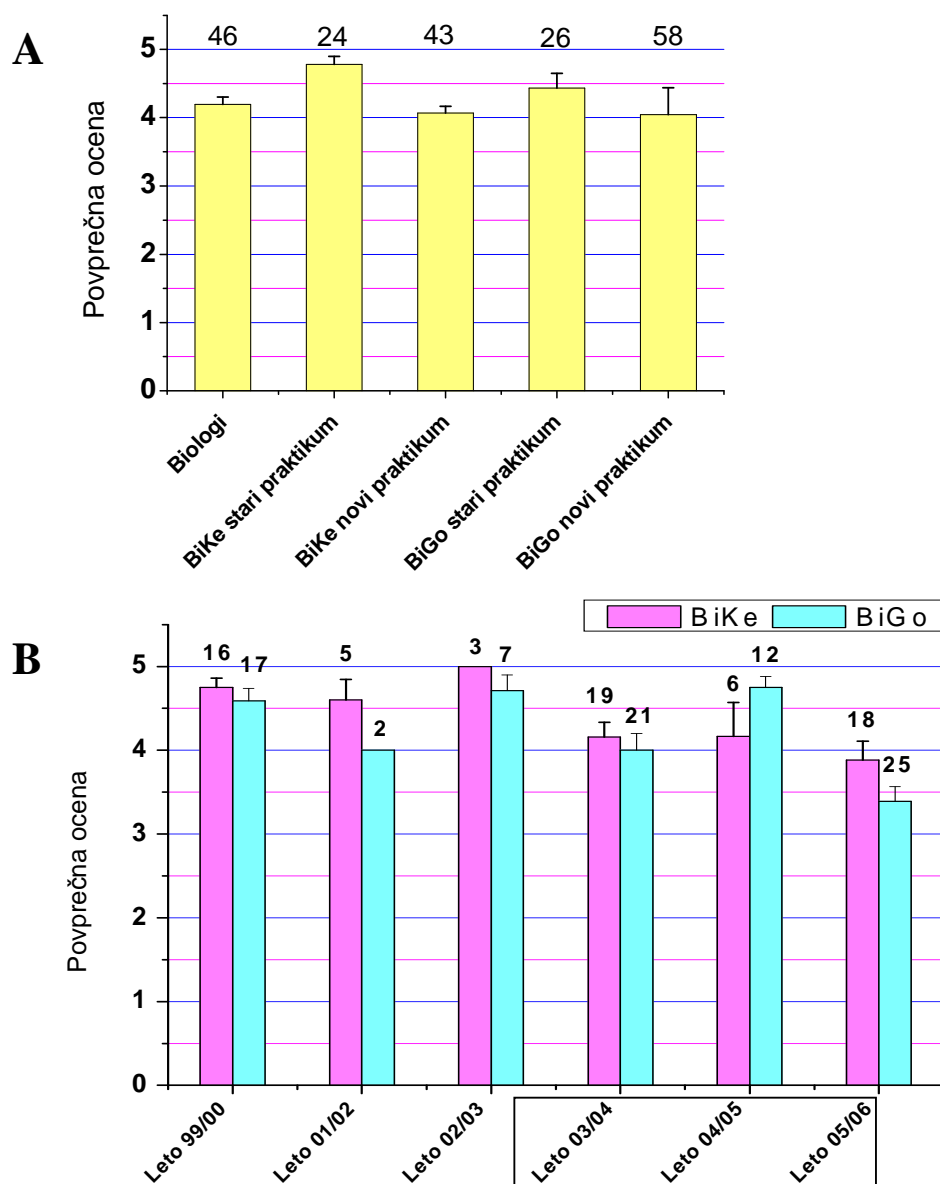 A
46 24 43 26 58
5
4
3
2
1
0
Povprečna ocena
Biologi
BiKe stari praktikum
BiKe novi praktikum
BiGo stari praktikum
BiGo novi praktikum
B
BiKe BiGo
16 17 5 2 3 7 19 21 6 12 18 25
5
4
3
2
1
0
Povprečna ocena
Leto 99/00
Leto 01/02
Leto 02/03
Leto 03/04
Leto 04/05
Leto 05/06